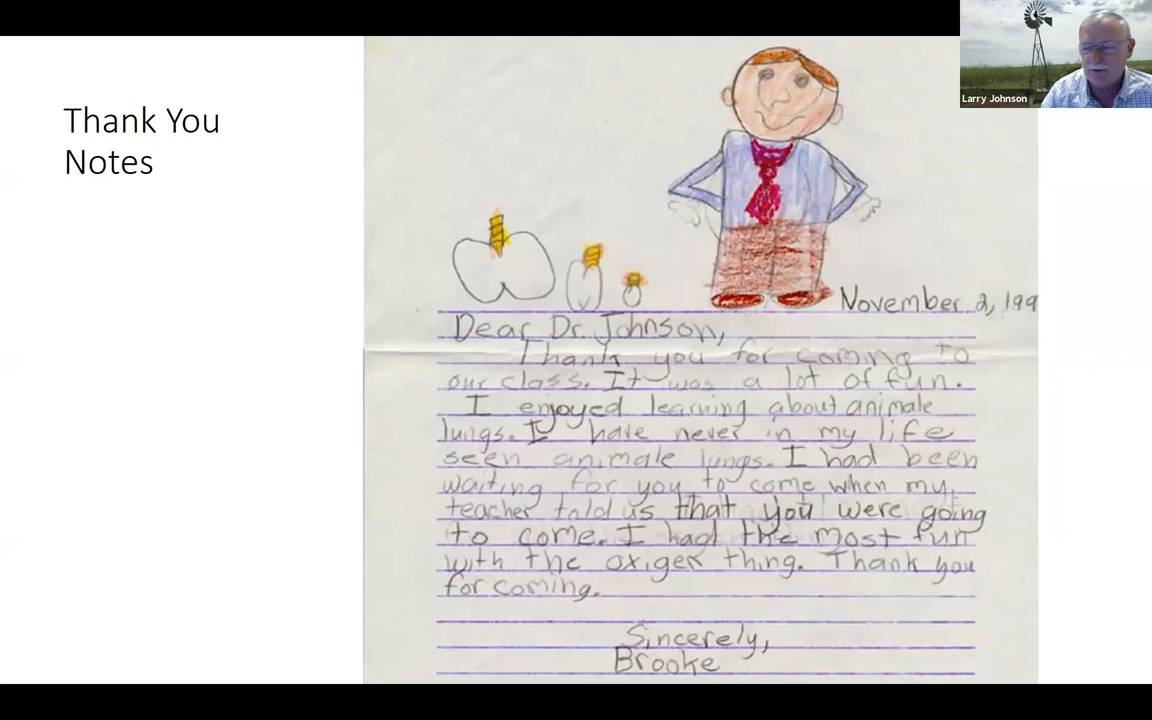 Thank You
Notes
Larry Johnson
November 2, 199
Dear Dr. Johnson,
Thank you for coming to
our class. It was a lot of fun.
I enjoyed learning about animale
lungs. I have never in my life
seen animale lungs. I had been
waiting for you to come when my
teacher told us that you were going
to come. I had the most fun
with the oxigen thing. Thank you
for coming.
Sincerely,
Brooke